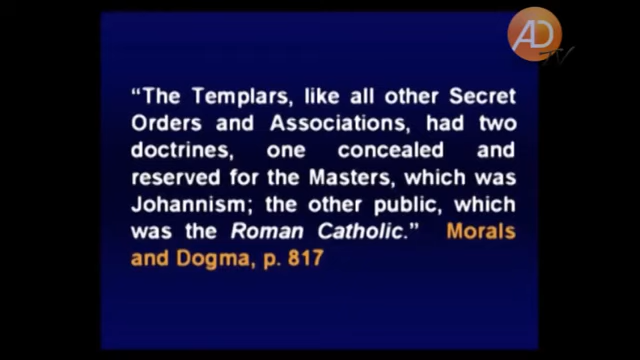 AD
TV
“The Templars, like all other Secret
Orders and Associations, had two
doctrines, one concealed and
reserved for the Masters, which was
Johannism; the other public, which
was the Roman Catholic.” Morals
and Dogma, p. 817